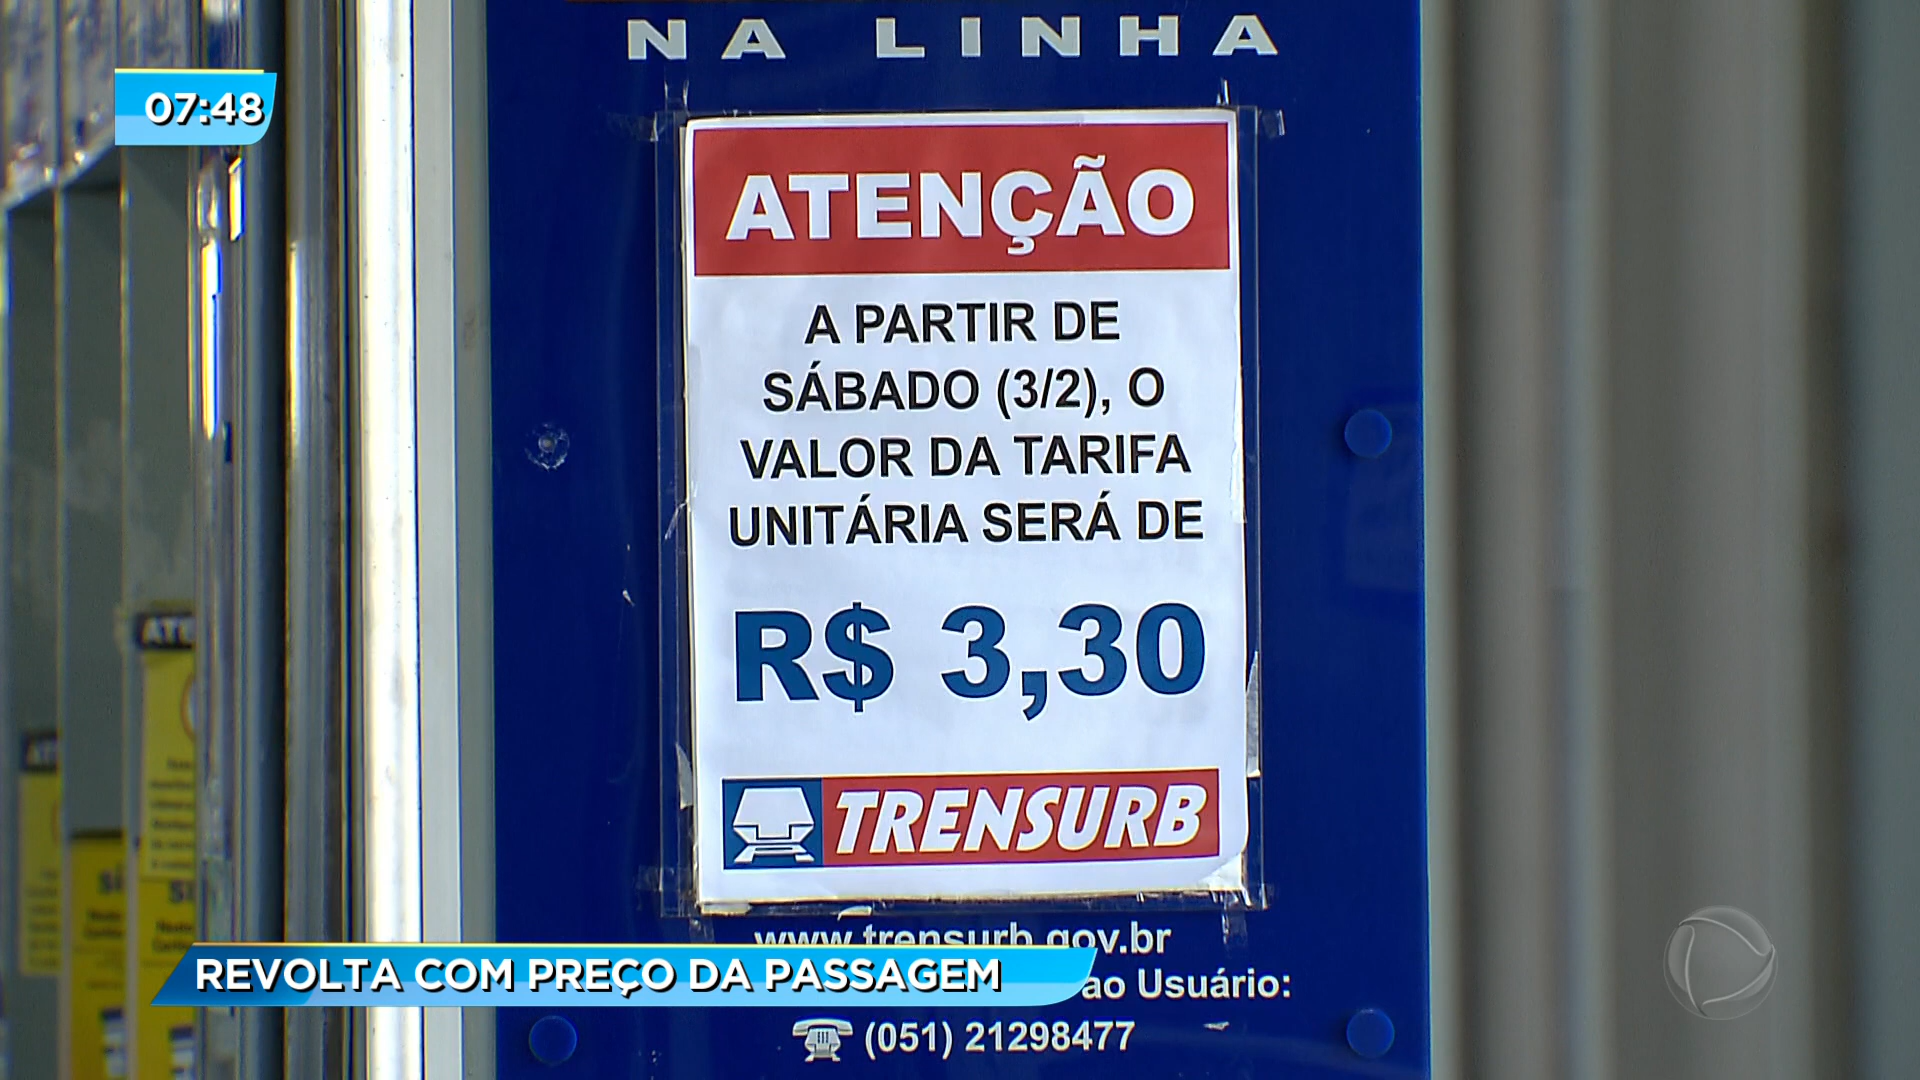 NA LINHA
07:48
ATENÇÃO
A PARTIR DE
SÁBADO (3/2), O
VALOR DA TARIFA
UNITÁRIA SERÁ DE
R$ 3,30
TRENSURB
www.trensurb.gov.br
REVOLTA COM PREÇO DA PASSAGEM
ao Usuário:
(051) 21298477